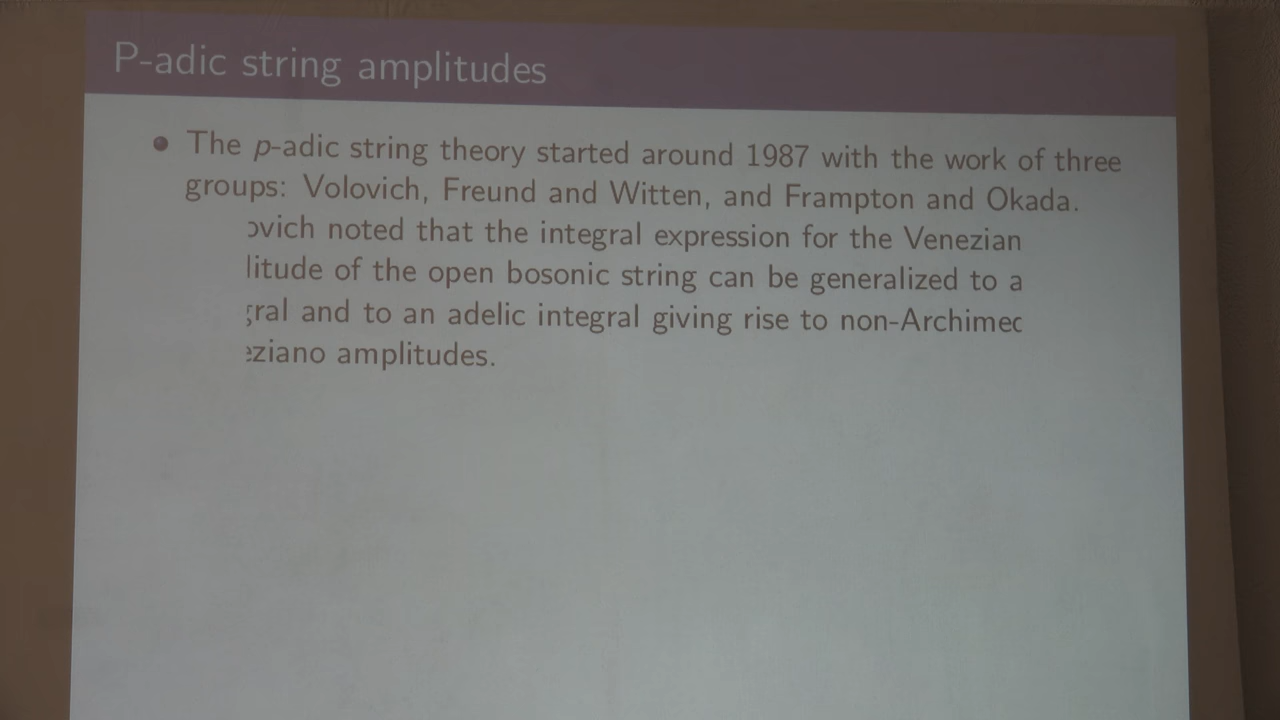 P-adic string amplitudes
The p-adic string theory started around 1987 with the work of three
groups: Volovich, Freund and Witten, and Frampton and Okada.
ovich noted that the integral expression for the Venezian
litude of the open bosonic string can be generalized to a
gral and to an adelic integral giving rise to non-Archimed
eziano amplitudes.